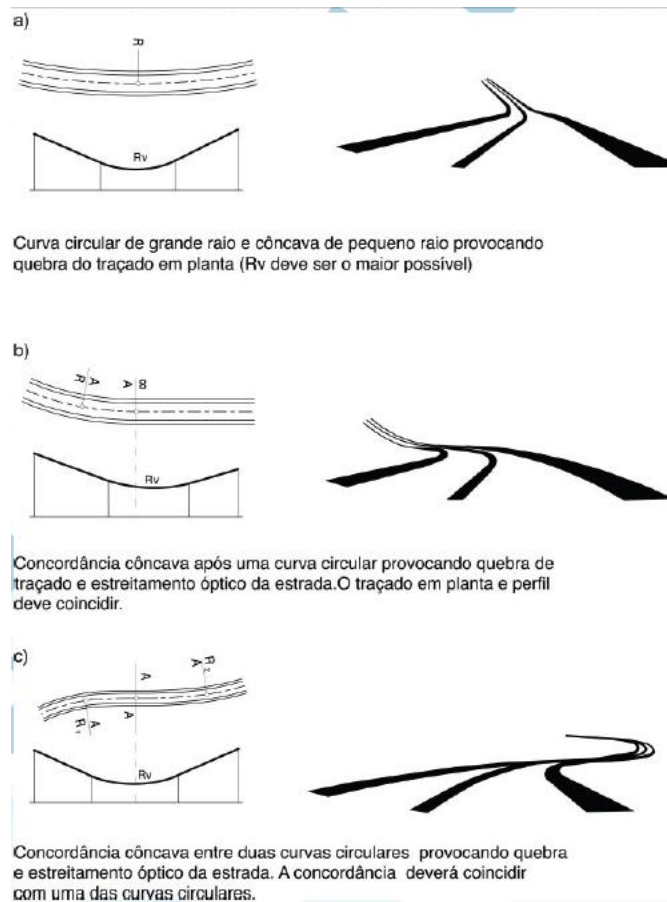 a)
R
Rv
Curva circular de grande raio e côncava de pequeno raio provocando
quebra do traçado em planta (Rv deve ser o maior possível)
b)
R A A 8
Rv
Concordância côncava após uma curva circular provocando quebra de
traçado e estreitamento óptico da estrada.O traçado em planta e perfil
deve coincidir.
c)
A R2
A
R1 A A
Rv
Concordância côncava entre duas curvas circulares provocando quebra
e estreitamento óptico da estrada. A concordância deverá coincidir
com uma das curvas circulares.